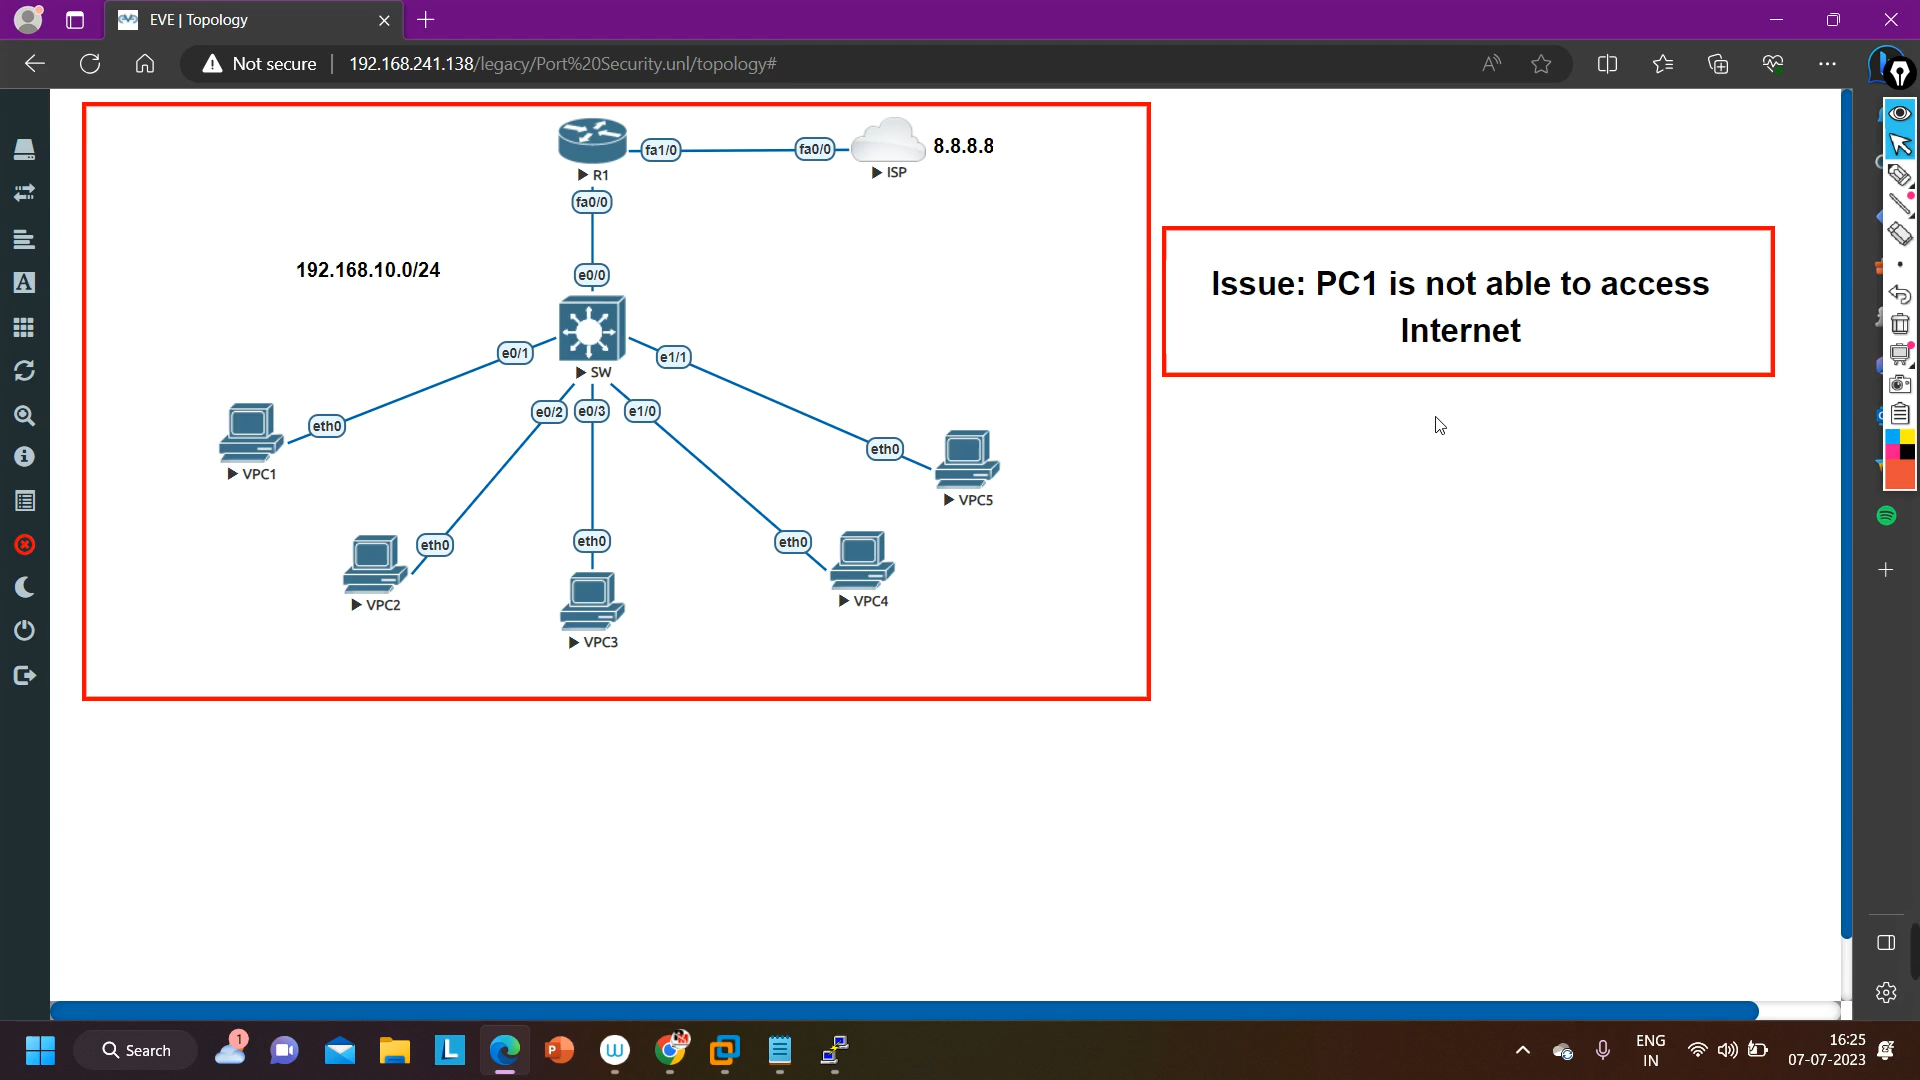 EVE | Topology
Not secure
192.168.241.138/legacy/Port%20Security.unl/topology#
R1
fa1/0
fa0/0
ISP
8.8.8.8
fa0/0
192.168.10.0/24
e0/0
Issue: PC1 is not able to access
Internet
e0/1
SW
e1/1
e0/2
e0/3
e1/0
eth0
VPC1
eth0
VPC5
eth0
VPC2
eth0
VPC3
eth0
VPC4
1
Search
ENG
IN
16:25
07-07-2023